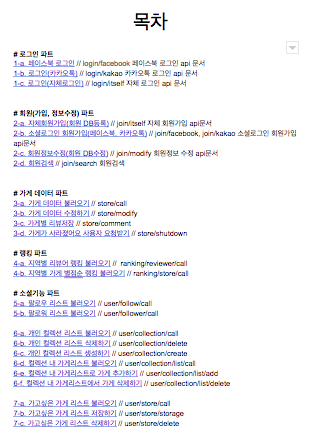 목차
# 로그인 파트
1-a. 페이스북 로그인 // login/facebook 페이스북 로그인 api 문서
1-b. 로그인(카카오톡) // login/kakao 카카오톡 로그인 api 문서
1-c. 로그인(자체로그인) // login/itself 자체 로그인 api 문서
# 회원(가입, 정보수정) 파트
2-a. 자체회원가입(회원 DB등록) // join/itself 자체 회원가입 api문서
2-b. 소셜로그인 회원가입(페이스북, 카카오톡) // join/facebook, join/kakao 소셜로그인 회원가입
api문서
2-c. 회원정보수정(회원 DB수정) // join/modify 회원정보 수정 api문서
2-d. 회원검색 // join/search 회원검색
# 가게 데이터 파트
3-a. 가게 데이터 불러오기 // store/call
3-b. 가게 데이터 수정하기 // store/modify
3-c. 가게별 리뷰저장 // store/comment
3-d. 가게가 사라졌어요 사용자 요청받기 // store/shutdown
# 랭킹 파트
4-a. 지역별 리뷰어 랭킹 불러오기 // ranking/reviewer/call
4-b. 지역별 가게 별점순 랭킹 불러오기 // ranking/store/call
# 소셜기능 파트
5-a. 팔로우 리스트 불러오기 // user/follow/call
5-b. 팔로워 리스트 불러오기 // user/follower/call
6-a. 개인 컬렉션 리스트 불러오기 // user/collection/call
6-b. 개인 컬렉션 리스트 삭제하기 // user/collection/delete
6-c. 개인 컬렉션 리스트 생성하기 // user/collection/create
6-d. 컬렉션 내 가게리스트 불러오기 // user/collection/list/call
6-e. 컬렉션 내 가게리스트로 가게 추가하기 // user/collection/list/add
6-f. 컬렉션 내 가게리스트에서 가게 삭제하기 // user/collection/list/delete
7-a. 가고싶은 가게 리스트 불러오기 // user/store/call
7-b. 가고싶은 가게 리스트 저장하기 // user/store/storage
7-c. 가고싶은 가게 리스트 삭제하기 // user/store/delete